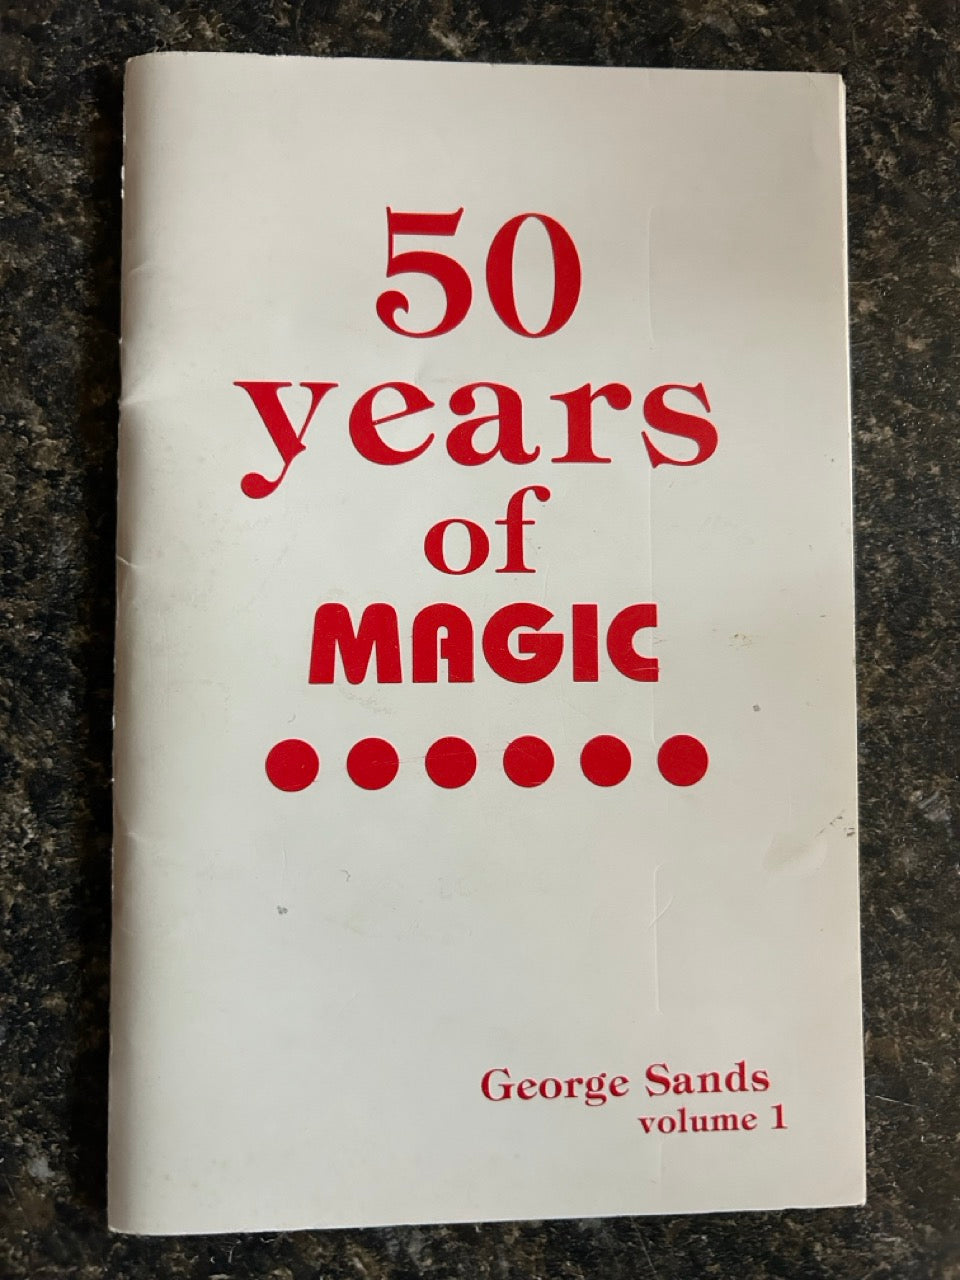 50
years
of
MAGIC
George Sands
volume 1